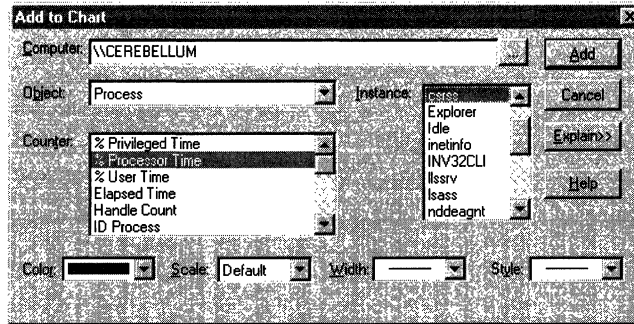 Add to Chart
Computer: \\CEREBELLUM ... Add
Object: Process Instance: csrss Cancel
Explorer
Idle
inetinfo
INV32CLI
llssrv
lsass
nddeagnt
Explain>>
Help
Counter: % Privileged Time
% Processor Time
% User Time
Elapsed Time
Handle Count
ID Process
Color: Scale: Default Width: Style: